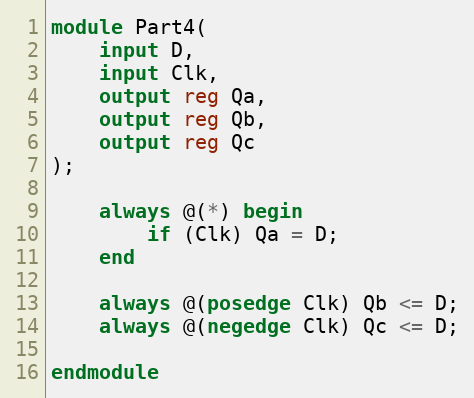 1 module Part4(
2     input D,
3     input Clk,
4     output reg Qa,
5     output reg Qb,
6     output reg Qc
7 );
8
9     always @(*) begin
10         if (Clk) Qa = D;
11     end
12
13     always @(posedge Clk) Qb <= D;
14     always @(negedge Clk) Qc <= D;
15
16 endmodule